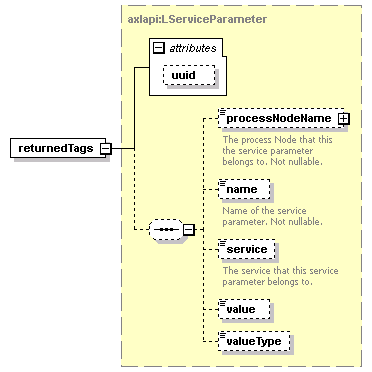 axlapi:LServiceParameter
attributes
uuid
returnedTags
processNodeName
The process Node that this
the service parameter
belongs to. Not nullable.
name
Name of the service
parameter. Not nullable.
service
The service that this service
parameter belongs to.
value
valueType